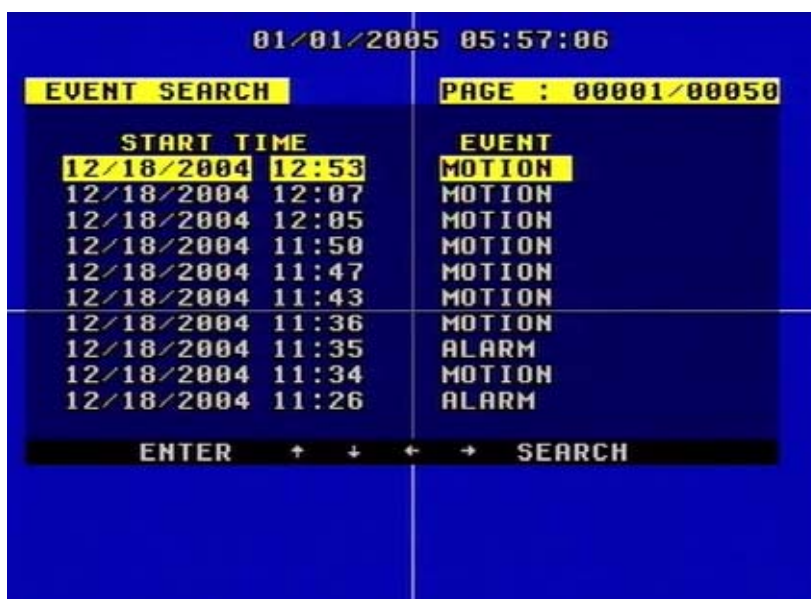 01/01/2005 05:57:06
EVENT SEARCH PAGE : 00001/00050
START TIME EVENT
12/18/2004 12:53 MOTION
12/18/2004 12:07 MOTION
12/18/2004 12:05 MOTION
12/18/2004 11:50 MOTION
12/18/2004 11:47 MOTION
12/18/2004 11:43 MOTION
12/18/2004 11:36 MOTION
12/18/2004 11:35 ALARM
12/18/2004 11:34 MOTION
12/18/2004 11:26 ALARM
ENTER ↑ ↓ ← → SEARCH